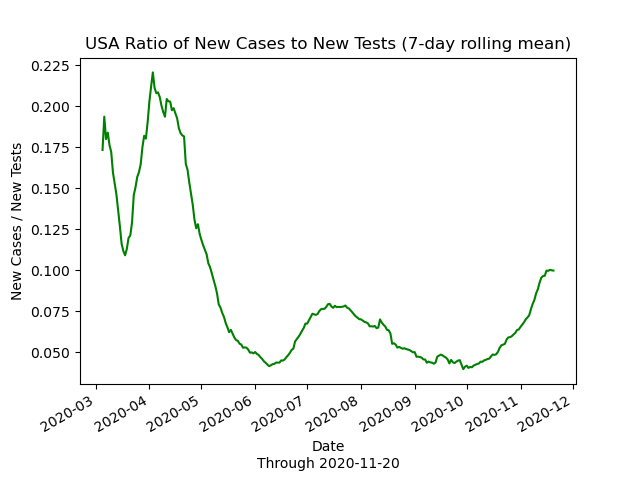 USA Ratio of New Cases to New Tests (7-day rolling mean)
New Cases / New Tests
0.225
0.200
0.175
0.150
0.125
0.100
0.075
0.050
2020-03 2020-04 2020-05 2020-06 2020-07 2020-08 2020-09 2020-10 2020-11 2020-12
Date
Through 2020-11-20